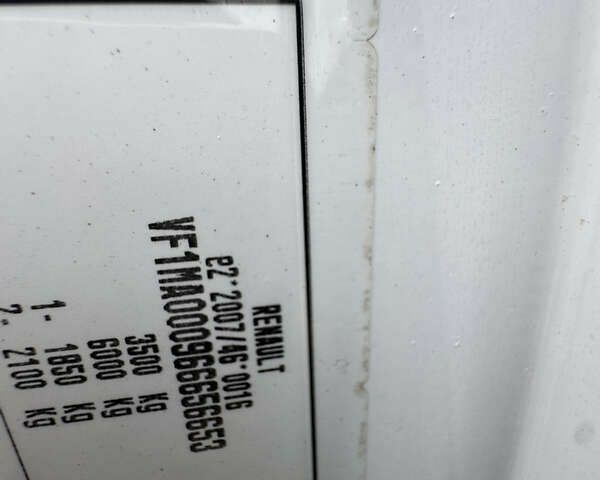 RENAULT
e2*2007/46*0016
VF1MA000966656653
3500 kg
6000 kg
1- 1850 kg
2- 2100 kg